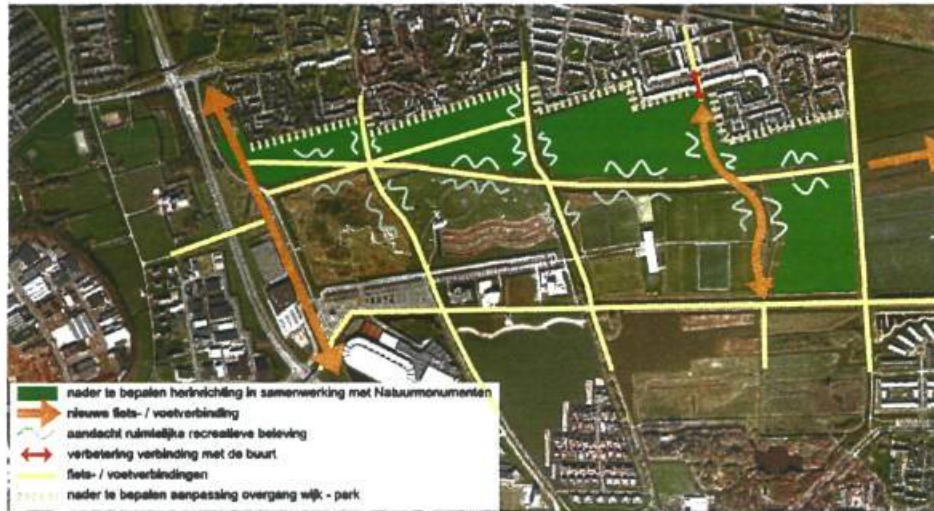 nader te bepalen herinrichting in samenwerking met Natuurmonumenten
nieuwe fiets- / voetverbinding
aandacht ruimtelijke recreatieve beleving
verbetering verbinding met de buurt
fiets- / voetverbindingen
nader te bepalen aanpassing overgang wijk - park